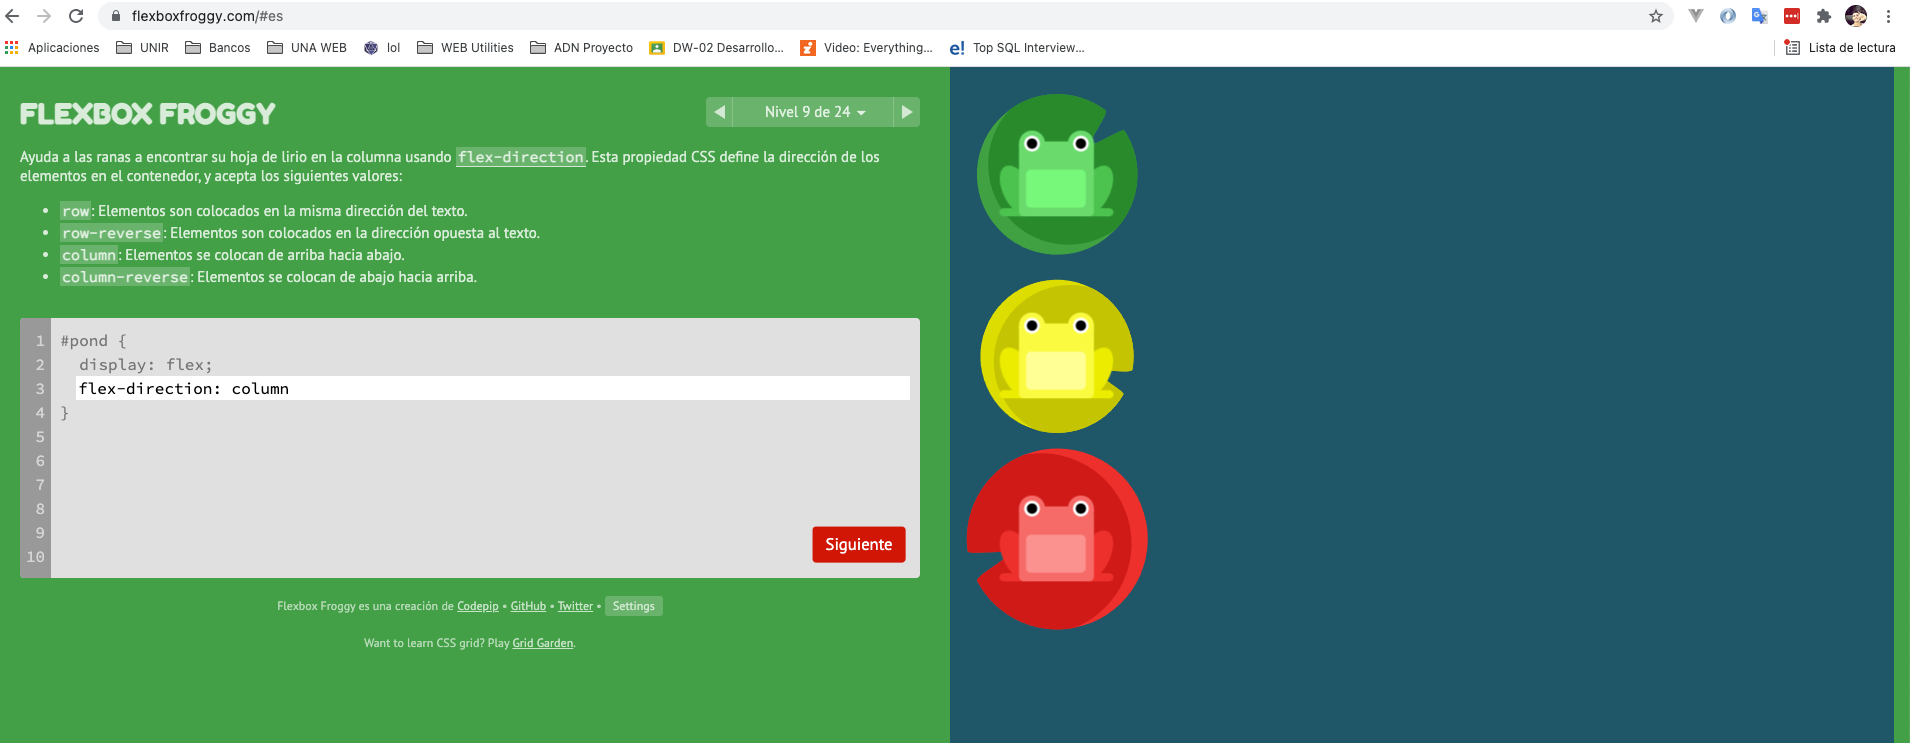 flexboxfroggy.com/#es
Aplicaciones UNIR Bancos UNA WEB lol WEB Utilities ADN Proyecto DW-02 Desarrollo... Video: Everything... e! Top SQL Interview... Lista de lectura
FLEXBOX FROGGY
Nivel 9 de 24
Ayuda a las ranas a encontrar su hoja de lirio en la columna usando flex-direction. Esta propiedad CSS define la dirección de los
elementos en el contenedor, y acepta los siguientes valores:
• row: Elementos son colocados en la misma dirección del texto.
• row-reverse: Elementos son colocados en la dirección opuesta al texto.
• column: Elementos se colocan de arriba hacia abajo.
• column-reverse: Elementos se colocan de abajo hacia arriba.
1 #pond {
2 display: flex;
3 flex-direction: column
4 }
5
6
7
8
9
10
Siguiente
Flexbox Froggy es una creación de Codepip • GitHub • Twitter • Settings
Want to learn CSS grid? Play Grid Garden.